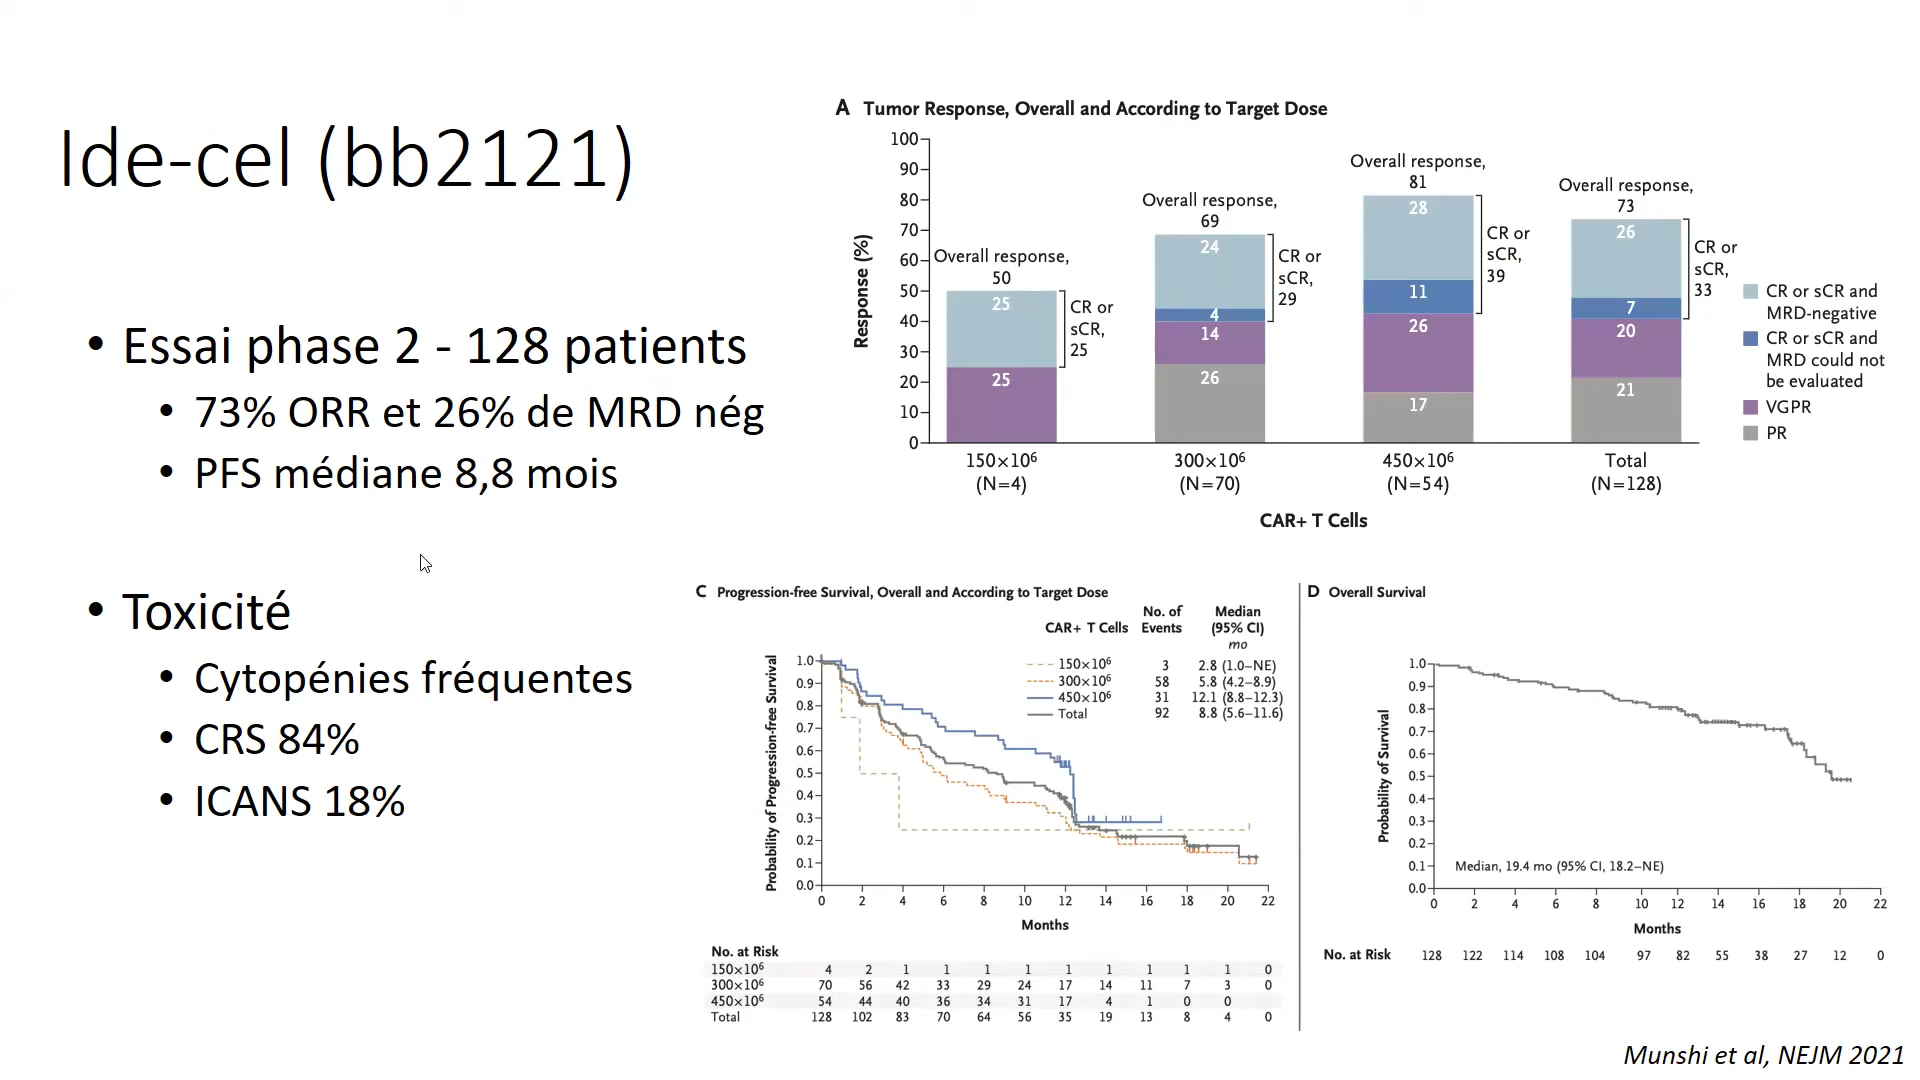 Ide-cel (bb2121)
• Essai phase 2 - 128 patients
• 73% ORR et 26% de MRD nég
• PFS médiane 8,8 mois
• Toxicité
• Cytopénies fréquentes
• CRS 84%
• ICANS 18%
A Tumor Response, Overall and According to Target Dose
Response (%)
100
90
80
70
60
50
40
30
20
10
0
Overall response,
50
25
25
CR or
sCR,
25
150×10⁶
(N=4)
Overall response,
69
24
4
14
26
CR or
sCR,
29
300×10⁶
(N=70)
Overall response,
81
28
11
26
17
CR or
sCR,
39
450×10⁶
(N=54)
Overall response,
73
26
7
20
21
CR or
sCR,
33
Total
(N=128)
CAR+ T Cells
CR or sCR and
MRD-negative
CR or sCR and
MRD could not
be evaluated
VGPR
PR
C Progression-free Survival, Overall and According to Target Dose
CAR+ T Cells No. of Events Median (95% CI)
mo
150×10⁶ 3 2.8 (1.0–NE)
300×10⁶ 58 5.8 (4.2–8.9)
450×10⁶ 31 12.1 (8.8–12.3)
Total 92 8.8 (5.6–11.6)
Probability of Progression-free Survival
1.0
0.9
0.8
0.7
0.6
0.5
0.4
0.3
0.2
0.1
0.0
0 2 4 6 8 10 12 14 16 18 20 22
Months
No. at Risk
150×10⁶ 4 2 1 1 1 1 1 1 1 1 1 0
300×10⁶ 70 56 42 33 29 24 17 14 11 7 3 0
450×10⁶ 54 44 40 36 34 31 17 4 1 0 0
Total 128 102 83 70 64 56 35 19 13 8 4 0
D Overall Survival
Probability of Survival
1.0
0.9
0.8
0.7
0.6
0.5
0.4
0.3
0.2
0.1
0.0
Median, 19.4 mo (95% CI, 18.2–NE)
0 2 4 6 8 10 12 14 16 18 20 22
Months
No. at Risk 128 122 114 108 104 97 82 55 38 27 12 0
Munshi et al, NEJM 2021